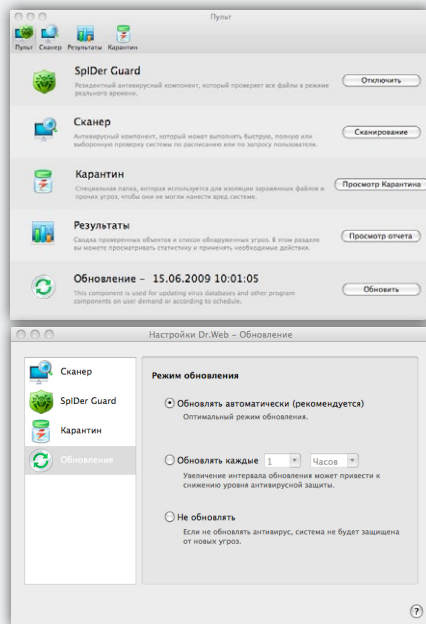 Пульт
Пульт Сканер Результаты Карантин
SpIDer Guard
Отключить
Резидентный антивирусный компонент, который проверяет все файлы в режиме
реального времени.
Сканер
Сканирование
Антивирусный компонент, который может выполнять быструю, полную или
выборочную проверку системы по расписанию или по запросу пользователя.
Карантин
Просмотр Карантина
Специальная папка, которая используется для изоляции зараженных файлов и
прочих угроз, чтобы они не могли нанести вред системе.
Результаты
Просмотр отчета
Сводка проверенных объектов и список обнаруженных угроз. В этом разделе
вы можете просматривать статистику и применять необходимые действия.
Обновление – 15.06.2009 10:01:05
Обновить
This component is used for updating virus databases and other program
components on user demand or according to schedule.
Настройки Dr.Web – Обновление
Сканер
SpIDer Guard
Карантин
Обновление
Режим обновления
Обновлять автоматически (рекомендуется)
Оптимальный режим обновления.
Обновлять каждые 1 Часов
Увеличение интервала обновления может привести к
снижению уровня антивирусной защиты.
Не обновлять
Если не обновлять антивирус, система не будет защищена
от новых угроз.
?